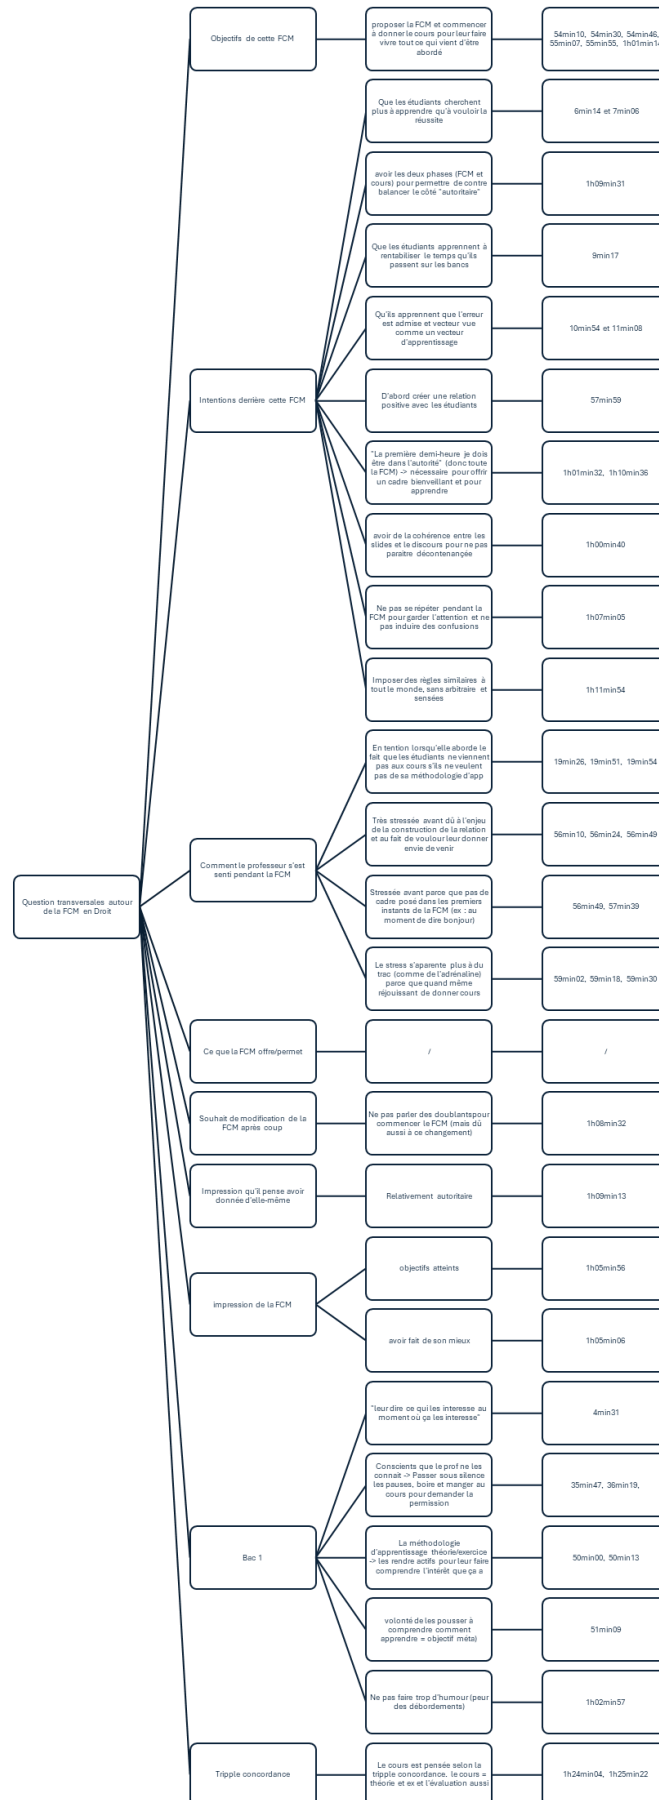 Question transversales autour
de la FCM en Droit
Objectifs de cette FCM
proposer la FCM et commencer
à donner le cours pour leur faire
vivre tout ce qui vient d'être
abordé
54min10, 54min30, 54min46,
55min07, 55min55,
Intentions derrière cette FCM
Que les étudiants cherchent
plus à apprendre qu'à vouloir la
réussite
6min14 et 7min06
avoir les deux phases (FCM et
cours) pour permettre de contre
balancer le côté "autoritaire"
1h09min31
Que les étudiants apprennent à
rentabiliser le temps qu'ils
passent sur les bancs
9min17
Qu'ils apprennent que l'erreur
est admise et vecteur vue
comme un vecteur
d'apprentissage
10min54 et 11min08
D'abord créer une relation
positive avec les étudiants
57min59
"La première demi-heure je dois
être dans l'autorité" (donc toute
la FCM) -> nécessaire pour offrir
un cadre bienveillant et pour
apprendre
1h01min32, 1h10min36
avoir de la cohérence entre les
slides et le discours pour ne pas
paraitre décontenançée
1h00min40
Ne pas se répéter pendant la
FCM pour garder l'attention et ne
pas induire des confusions
1h07min05
Imposer des règles similaires à
tout le monde, sans arbitraire et
sensées
1h11min54
Comment le professeur s'est
senti pendant la FCM
En tention lorsqu'elle aborde le
fait que les étudiants ne viennent
pas aux cours s'ils ne veulent
pas de sa méthodologie d'app
19min26, 19min51, 19min54
Très stressée avant dû à l'enjeu
de la construction de la relation
et au fait de voulour leur donner
envie de venir
56min10, 56min24, 56min49
Stressée avant parce que pas de
cadre posé dans les premiers
instants de la FCM (ex : au
moment de dire bonjour)
56min49, 57min39
Le stress s'aparente plus à du
trac (comme de l'adrénaline)
parce que quand même
réjouissant de donner cours
59min02, 59min18, 59min30
Ce que la FCM offre/permet
/
/
Souhait de modification de la
FCM après coup
Ne pas parler des doublantspour
commencer le FCM (mais dû
aussi à ce changement)
1h08min32
Impression qu'il pense avoir
donnée d'elle-même
Relativement autoritaire
1h09min13
impression de la FCM
objectifs atteints
1h05min56
avoir fait de son mieux
1h05min06
Bac 1
"leur dire ce qui les interesse au
moment où ça les interesse"
4min31
Conscients que le prof ne les
connait -> Passer sous silence
les pauses, boire et manger au
cours pour demander la
permission
35min47, 36min19,
La méthodologie
d'apprentissage théorie/exercice
-> les rendre actifs pour leur faire
comprendre l'intérêt que ça a
50min00, 50min13
volonté de les pousser à
comprendre comment
apprendre = objectif méta)
51min09
Ne pas faire trop d'humour (peur
des débordements)
1h02min57
Tripple concordance
Le cours est pensée selon la
tripple concordance. le cours =
théorie et ex et l'évaluation aussi
1h24min04, 1h25min22